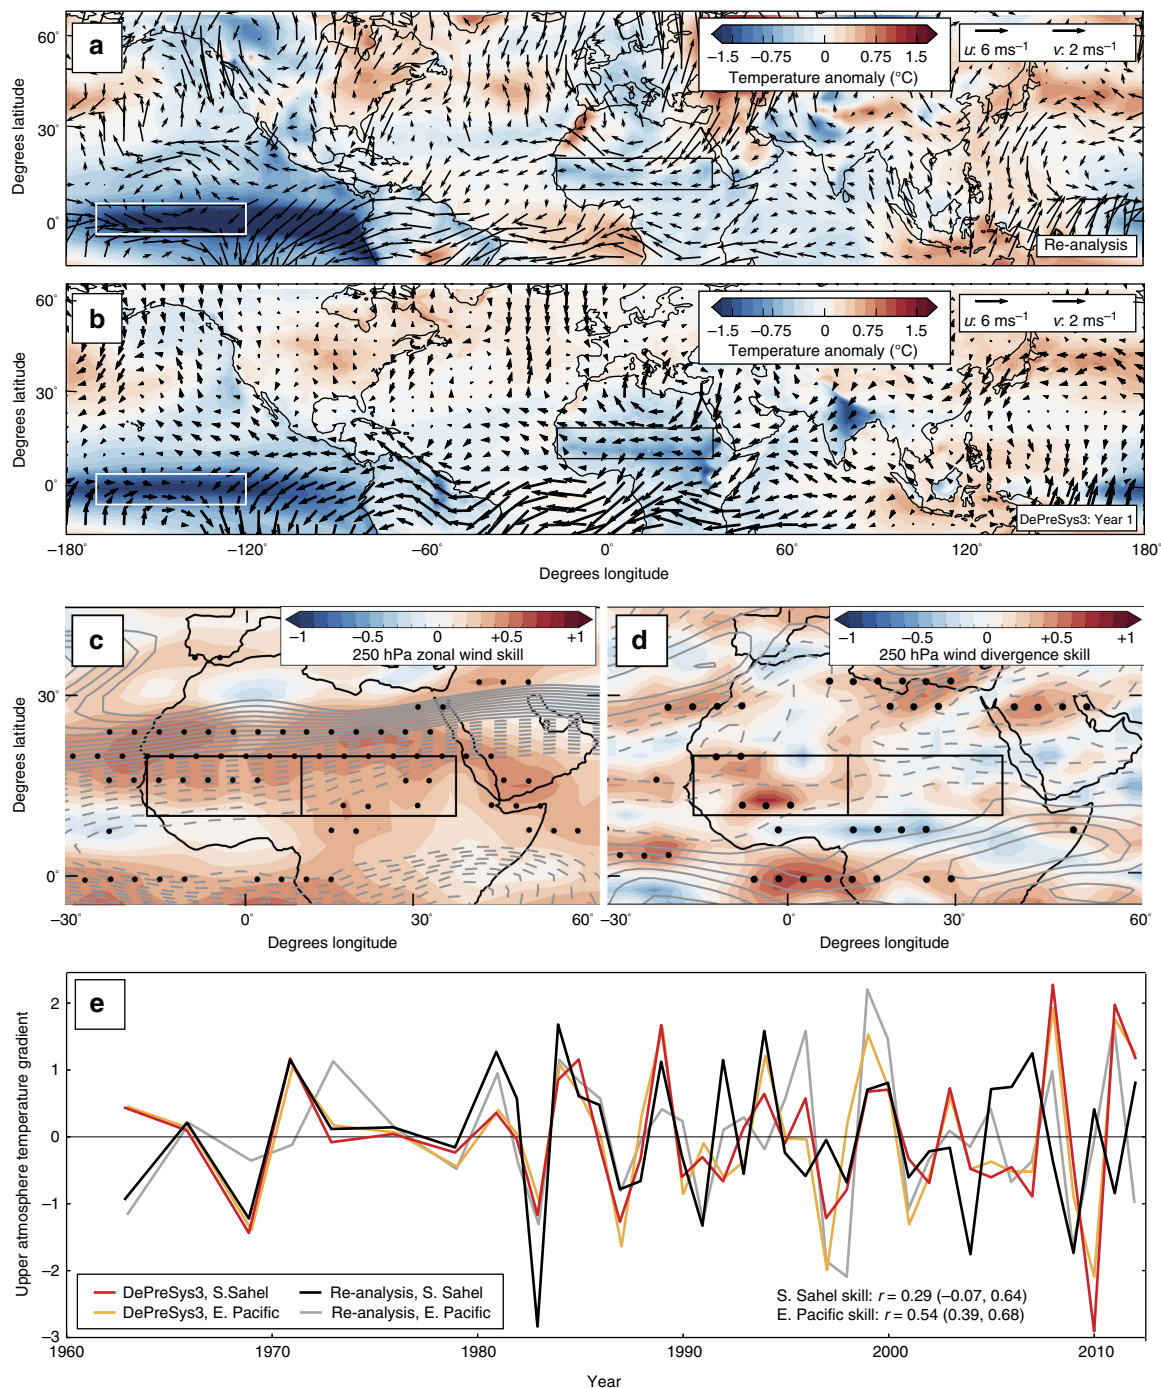 a
−1.5 −0.75 0 0.75 1.5
Temperature anomaly (°C)
u: 6 ms⁻¹ v: 2 ms⁻¹
60°
30°
0°
Degrees latitude
Re-analysis
b
−1.5 −0.75 0 0.75 1.5
Temperature anomaly (°C)
u: 6 ms⁻¹ v: 2 ms⁻¹
60°
30°
0°
Degrees latitude
DePreSys3: Year 1
−180° −120° −60° 0° 60° 120° 180°
Degrees longitude
c
−1 −0.5 0 +0.5 +1
250 hPa zonal wind skill
30°
0°
Degrees latitude
−30° 0° 30° 60°
Degrees longitude
d
−1 −0.5 0 +0.5 +1
250 hPa wind divergence skill
−30° 0° 30° 60°
Degrees longitude
e
Upper atmosphere temperature gradient
2
1
0
−1
−2
−3
DePreSys3, S.Sahel
DePreSys3, E. Pacific
Re-analysis, S. Sahel
Re-analysis, E. Pacific
S. Sahel skill: r = 0.29 (−0.07, 0.64)
E. Pacific skill: r = 0.54 (0.39, 0.68)
1960 1970 1980 1990 2000 2010
Year